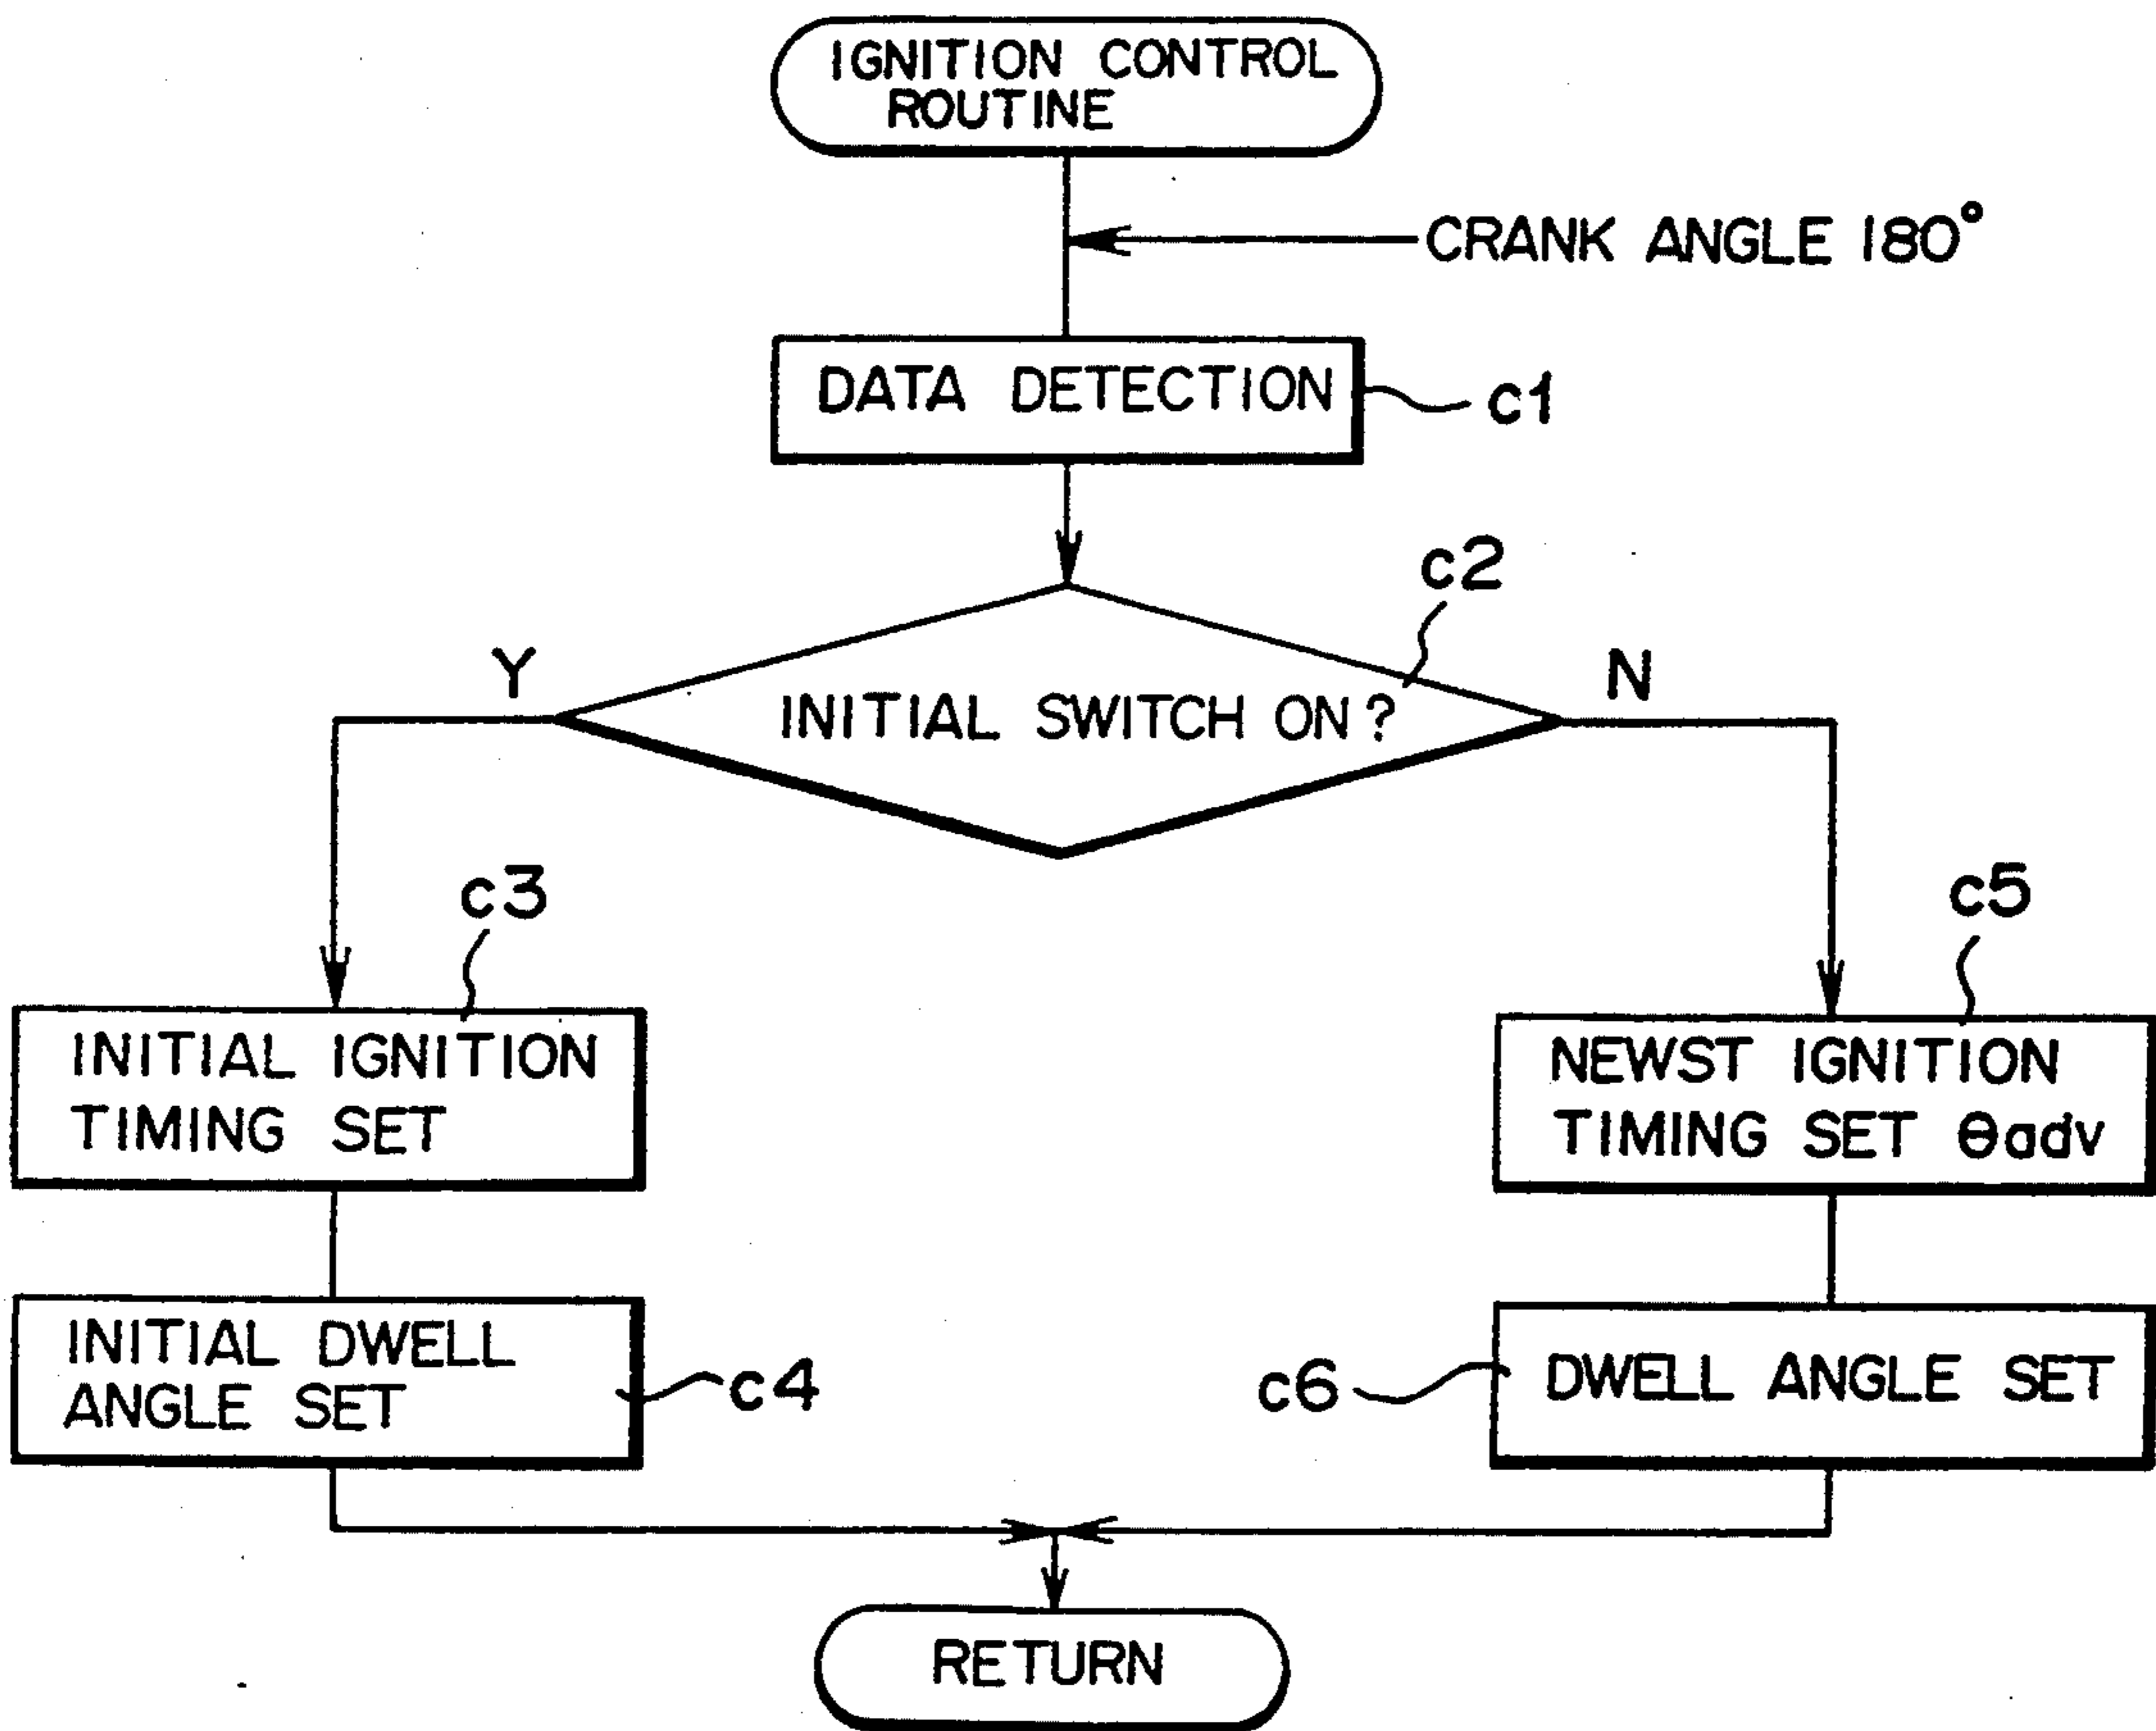 IGNITION CONTROL
ROUTINE
CRANK ANGLE 180°
DATA DETECTION
c1
c2
Y
INITIAL SWITCH ON?
N
c3
c5
INITIAL IGNITION
TIMING SET
NEWST IGNITION
TIMING SET θadv
INITIAL DWELL
ANGLE SET
c4
c6
DWELL ANGLE SET
RETURN